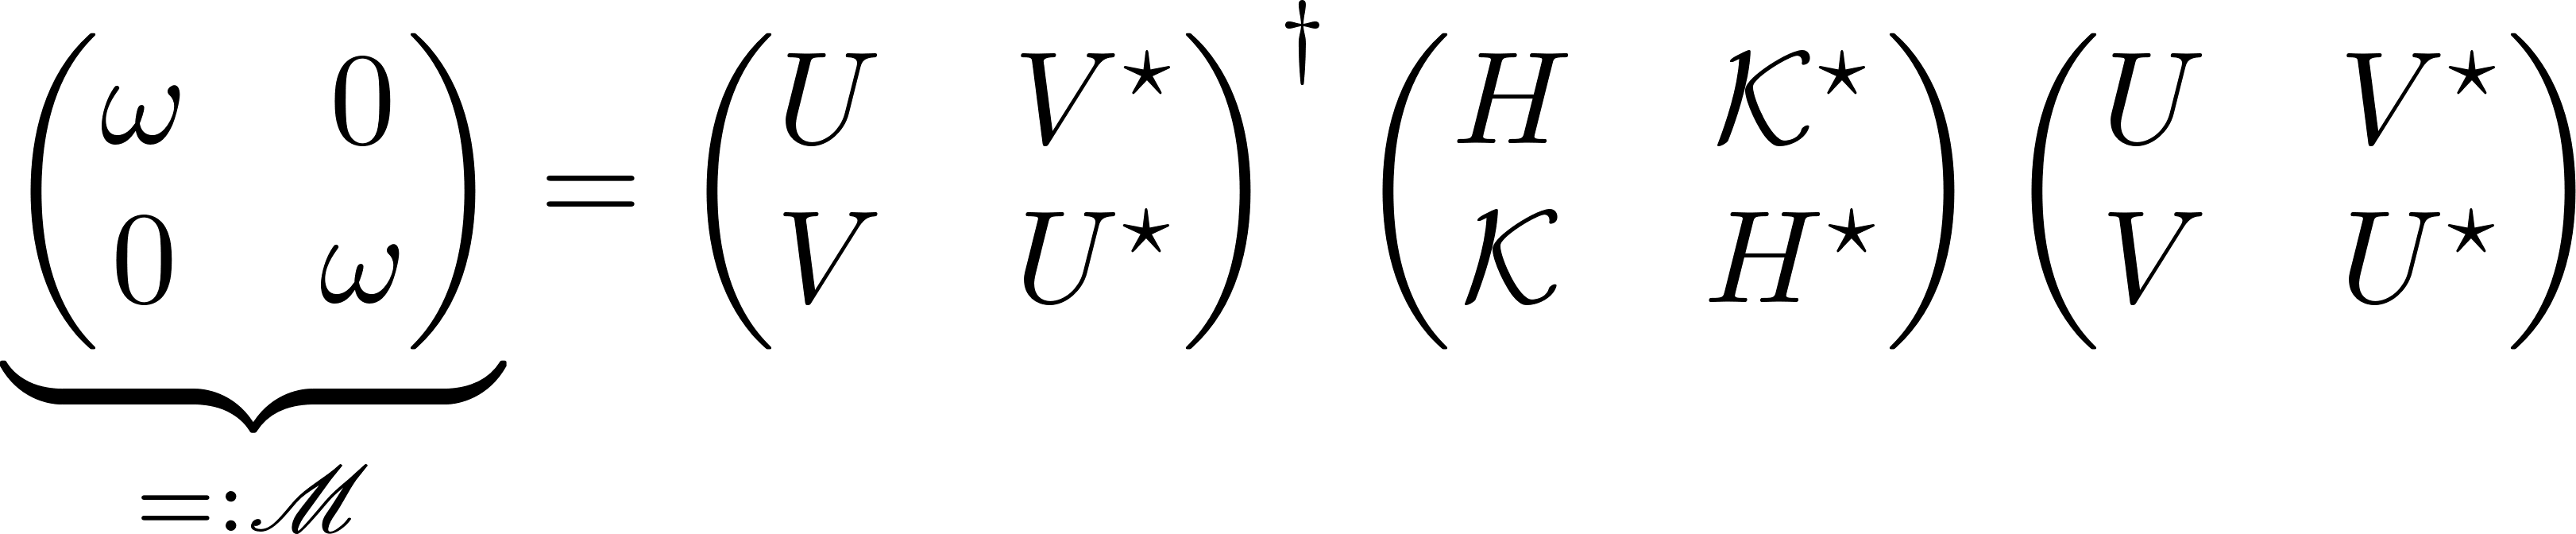 \underbrace{\begin{pmatrix} \omega & 0 \\ 0 & \omega \end{pmatrix}}_{=:\mathscr{M}} = \begin{pmatrix} U & V^\star \\ V & U^\star \end{pmatrix}^\dagger \begin{pmatrix} H & \mathcal{K}^\star \\ \mathcal{K} & H^\star \end{pmatrix} \begin{pmatrix} U & V^\star \\ V & U^\star \end{pmatrix}